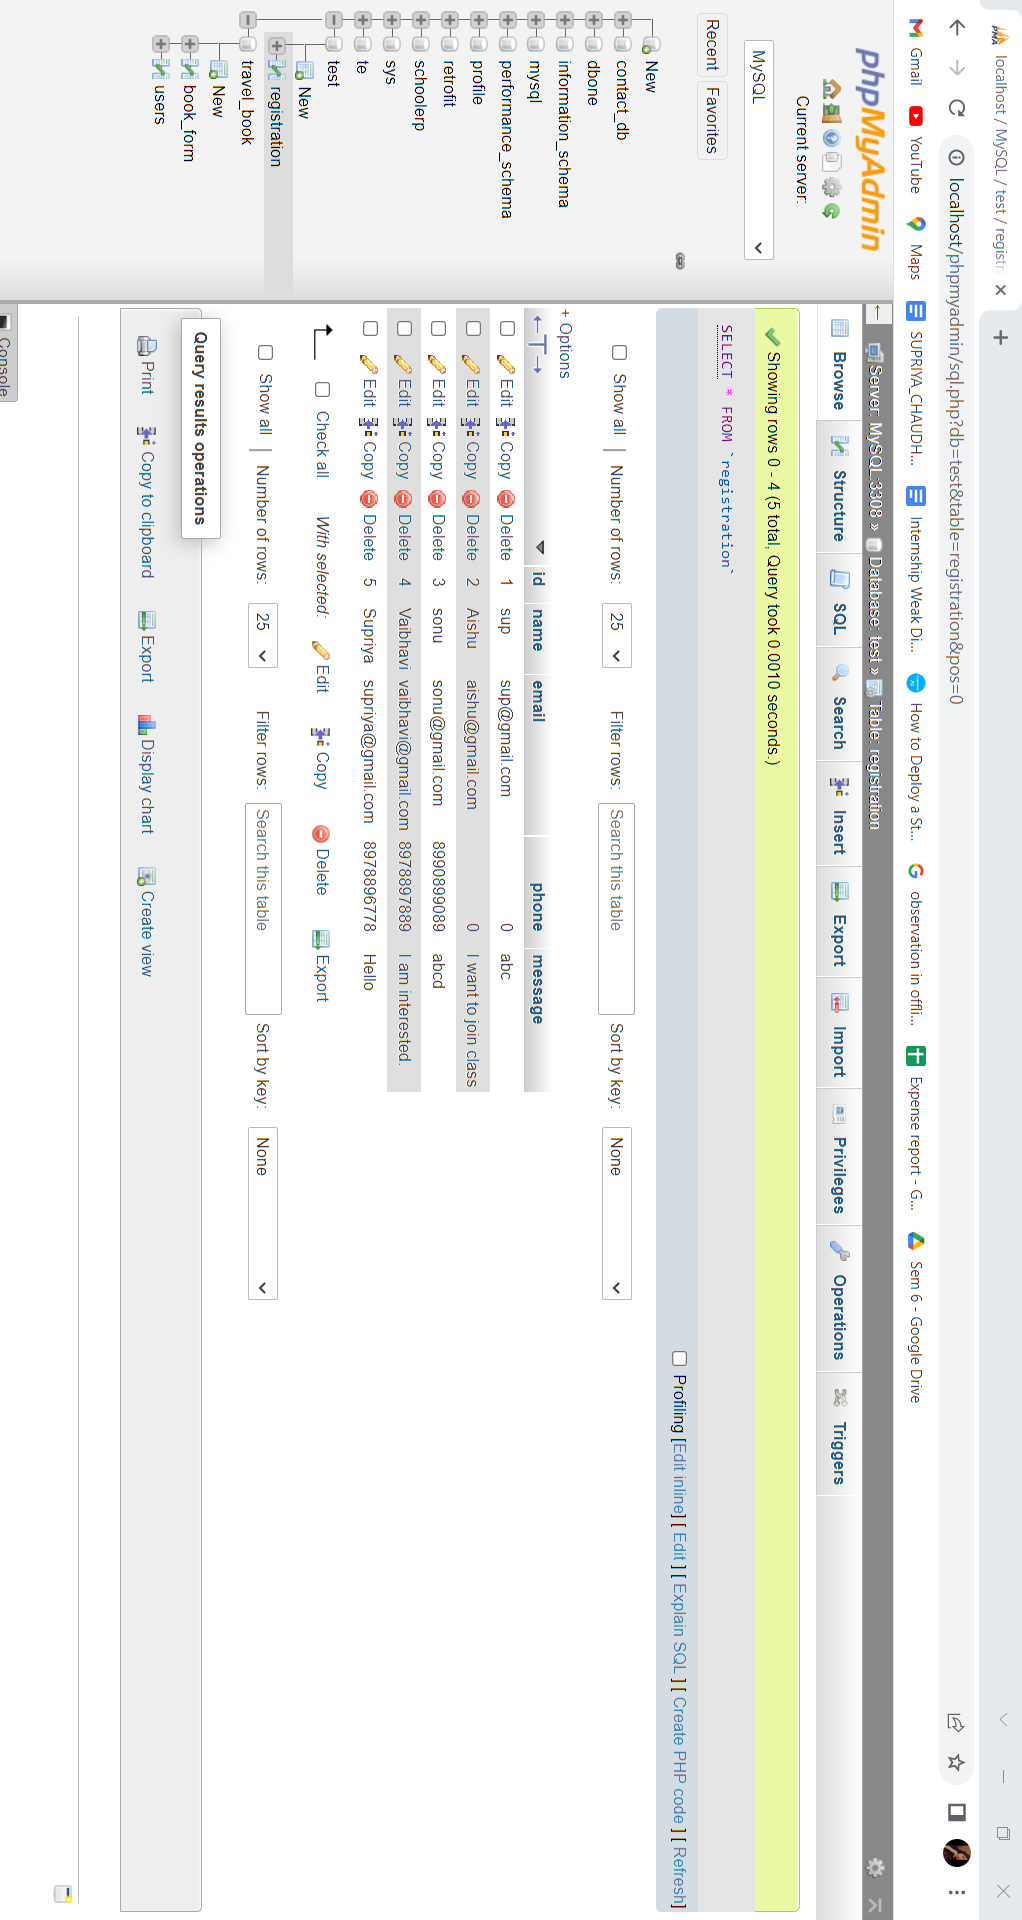 localhost / MySQL / test / registr
localhost/phpmyadmin/sql.php?db=test&table=registration&pos=0
Gmail YouTube Maps SUPRIYA_CHAUDH... Internship Weak Di... How to Deploy a St... observation in offli... Expense report - G... Sem 6 - Google Drive
phpMyAdmin
Current server:
MySQL
Recent Favorites
New
contact_db
dbone
information_schema
mysql
performance_schema
profile
retrofit
schoolerp
sys
te
test
New
registration
travel_book
New
book_form
users
Server: MySQL:3308 » Database: test » Table: registration
Browse Structure SQL Search Insert Export Import Privileges Operations Triggers
Showing rows 0 - 4 (5 total, Query took 0.0010 seconds.)
SELECT * FROM `registration`
Profiling [Edit inline] [ Edit ] [ Explain SQL ] [ Create PHP code ] [ Refresh]
Show all | Number of rows: 25 Filter rows: Search this table Sort by key: None
+ Options
id name email phone message
Edit Copy Delete 1 sup sup@gmail.com 0 abc
Edit Copy Delete 2 Aishu aishu@gmail.com 0 I want to join class
Edit Copy Delete 3 sonu sonu@gmail.com 8990899089 abcd
Edit Copy Delete 4 Vaibhavi vaibhavi@gmail.com 8978897889 I am interested.
Edit Copy Delete 5 Supriya supriya@gmail.com 8978896778 Hello
Check all With selected: Edit Copy Delete Export
Show all | Number of rows: 25 Filter rows: Search this table Sort by key: None
Query results operations
Print Copy to clipboard Export Display chart Create view
Console